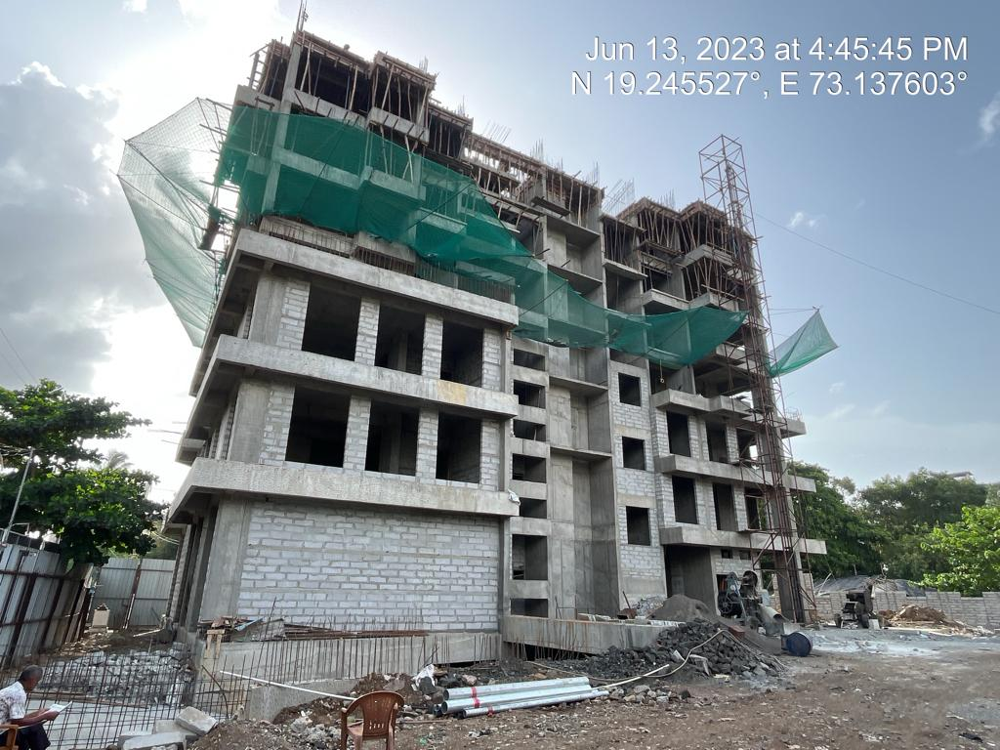 Jun 13, 2023 at 4:45:45 PM
N 19.245527°, E 73.137603°